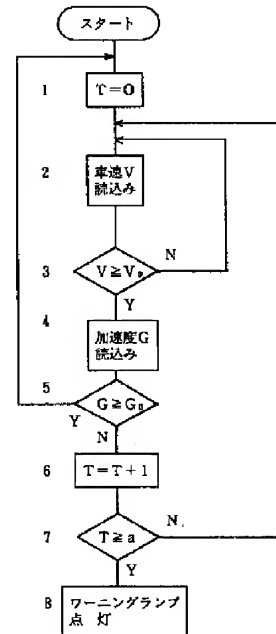 スタート
1
T=0
2
車速V
読込み
3
V≧V₀
N
Y
4
加速度G
読込み
5
G≧G₀
Y
N
6
T=T+1
7
T≧a
N
Y
8
ワーニングランプ
点 灯